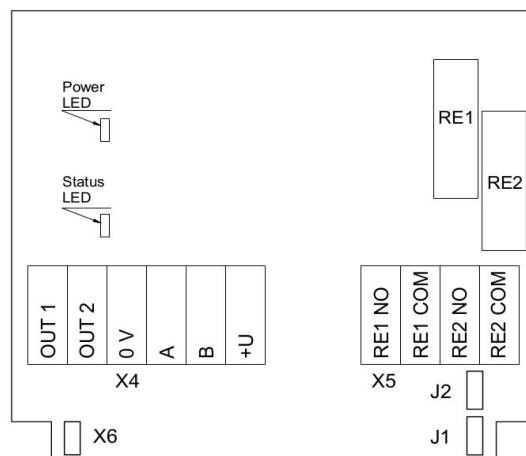 Power
LED
RE1
RE2
Status
LED
OUT 1
OUT 2
0 V
A
B
+U
RE1 NO
RE1 COM
RE2 NO
RE2 COM
X4
X5
J2
X6
J1